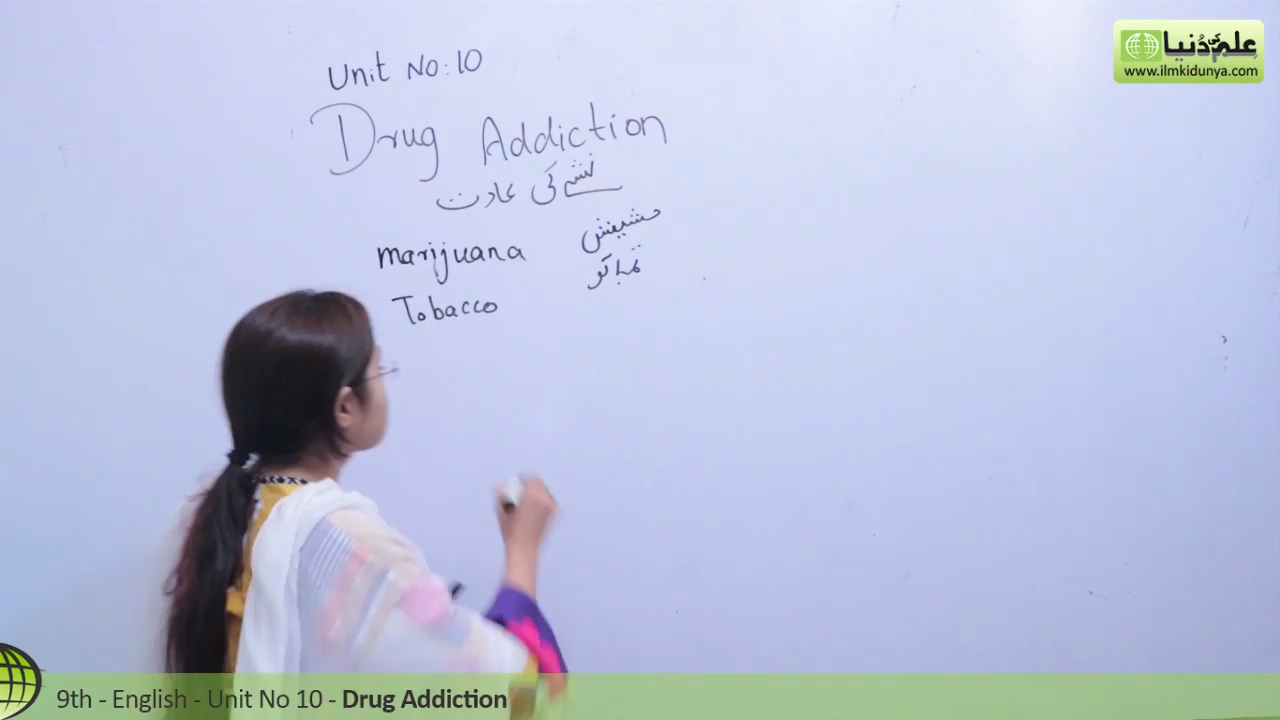 علم کی دُنیا
www.ilmkidunya.com
Unit No: 10
Drug Addiction
نشے کی عادت
Marijuana حشیش
Tobacco تمباکو
9th - English - Unit No 10 - Drug Addiction